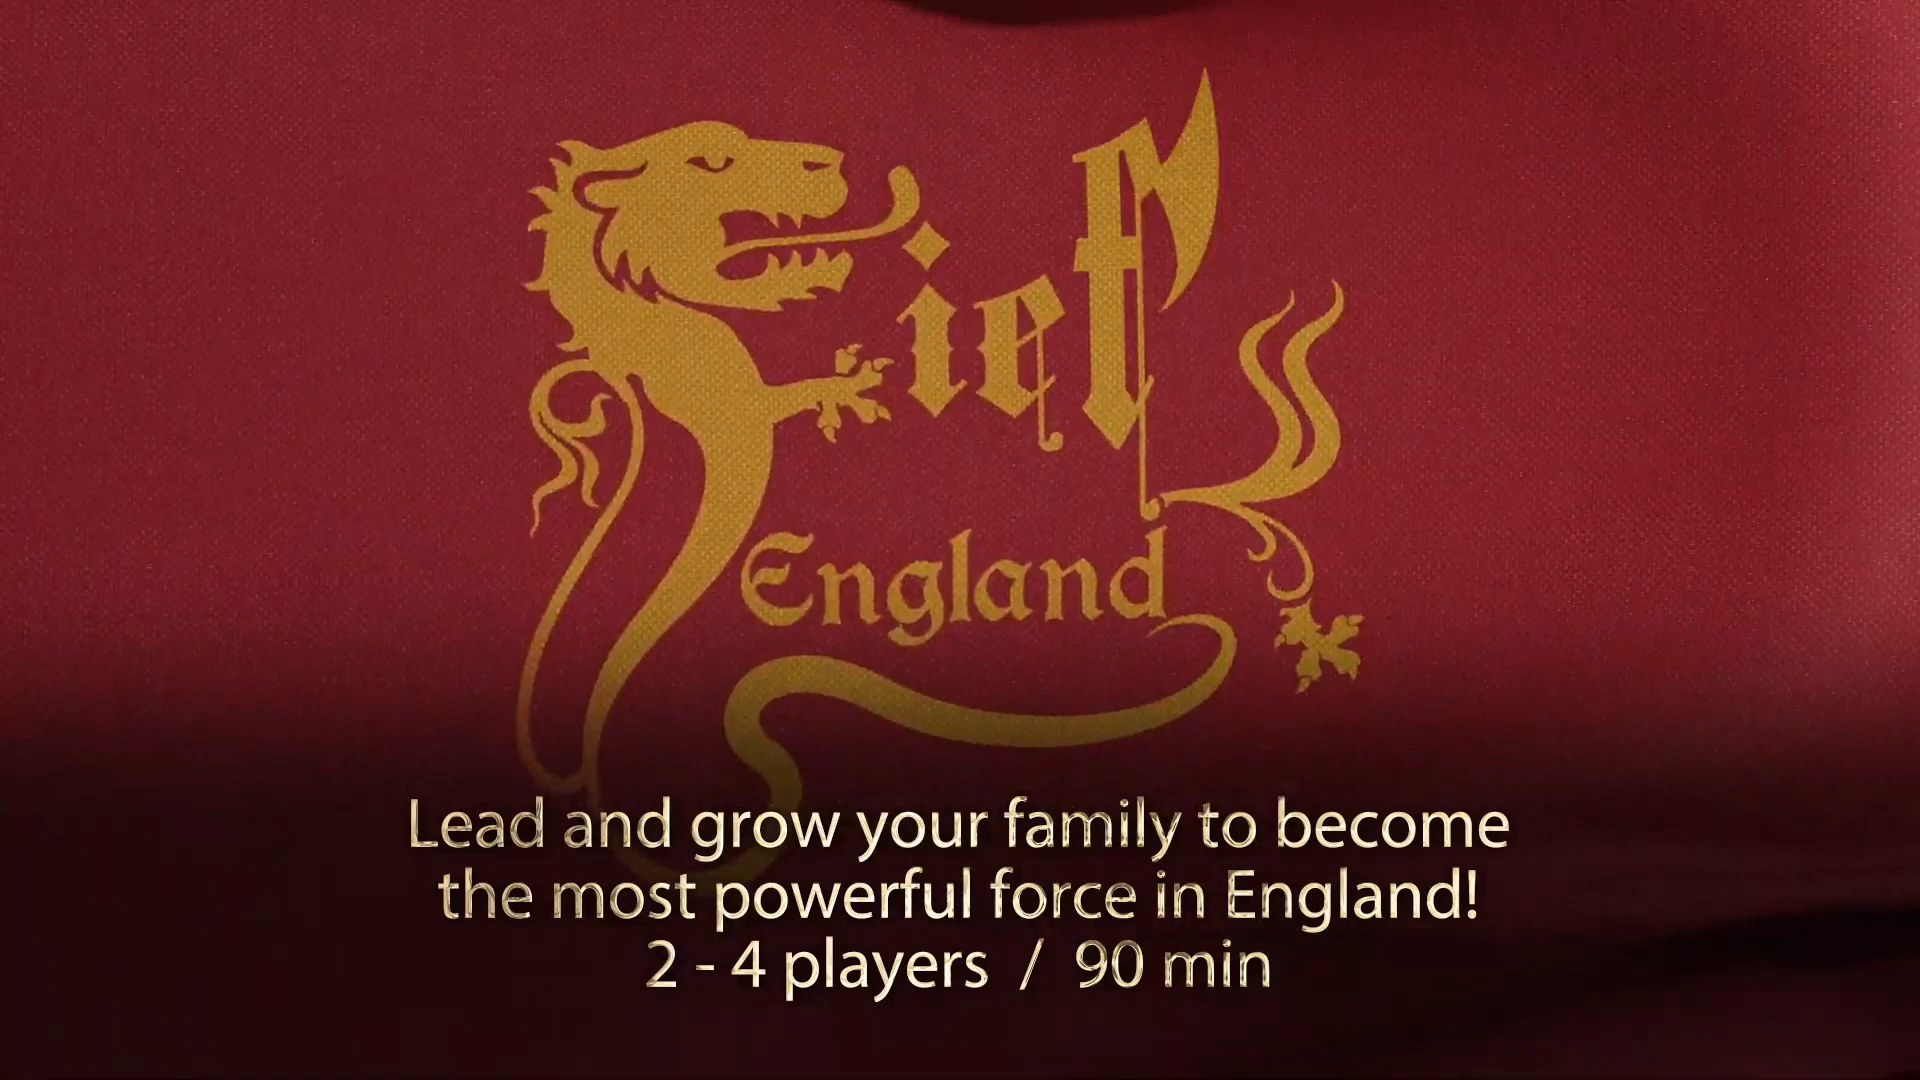 Fief
England
Lead and grow your family to become
the most powerful force in England!
2 - 4 players / 90 min